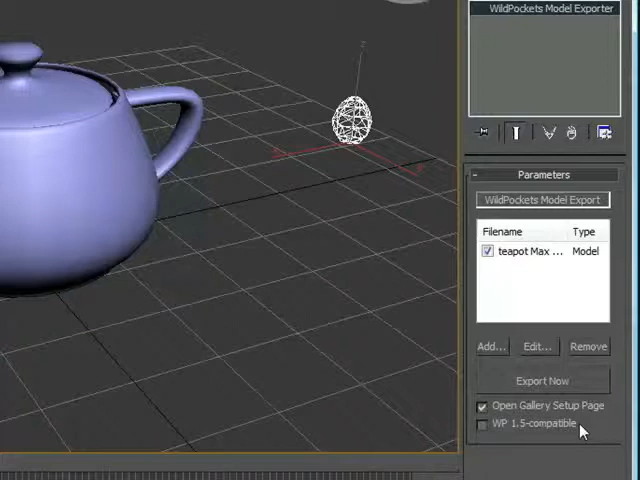 WildPockets Model Exporter
- Parameters
WildPockets Model Export
Filename Type
teapot Max ... Model
Add... Edit... Remove
Export Now
Open Gallery Setup Page
WP 1.5-compatible